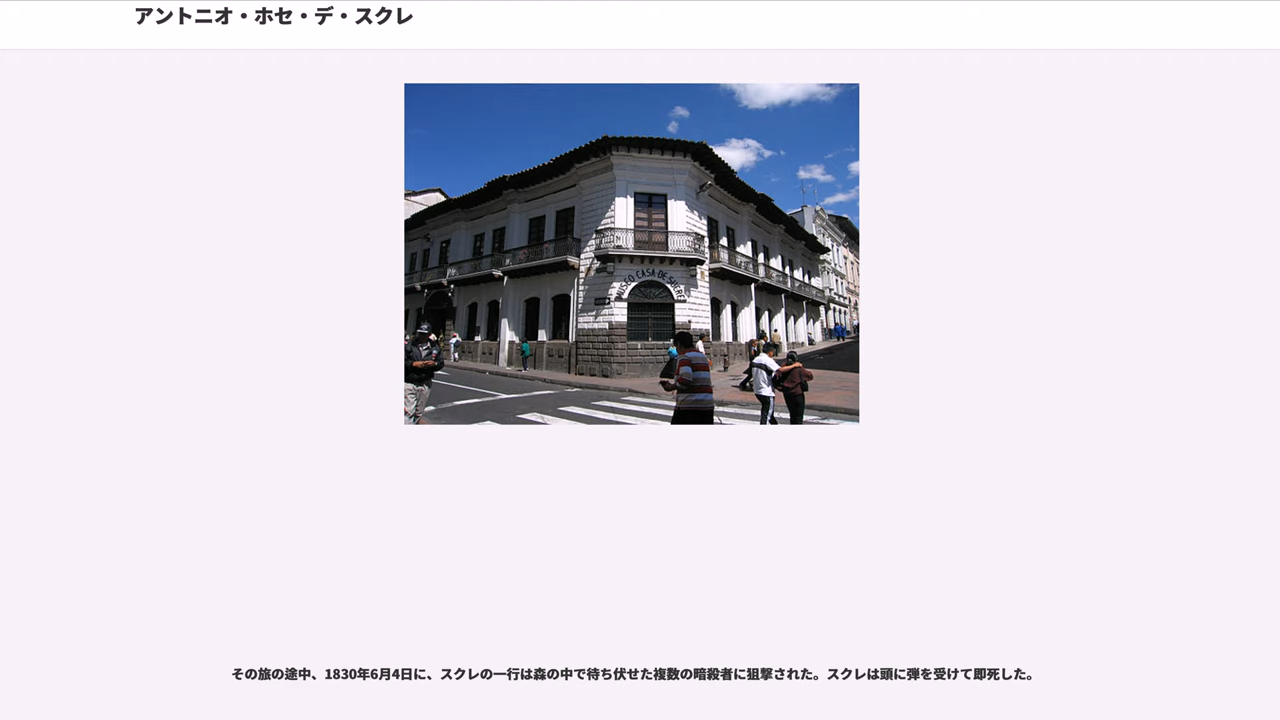 アントニオ・ホセ・デ・スクレ
MUSEO CASA DE SUCRE
その旅の途中、1830年6月4日に、スクレの一行は森の中で待ち伏せた複数の暗殺者に狙撃された。スクレは頭に弾を受けて即死した。